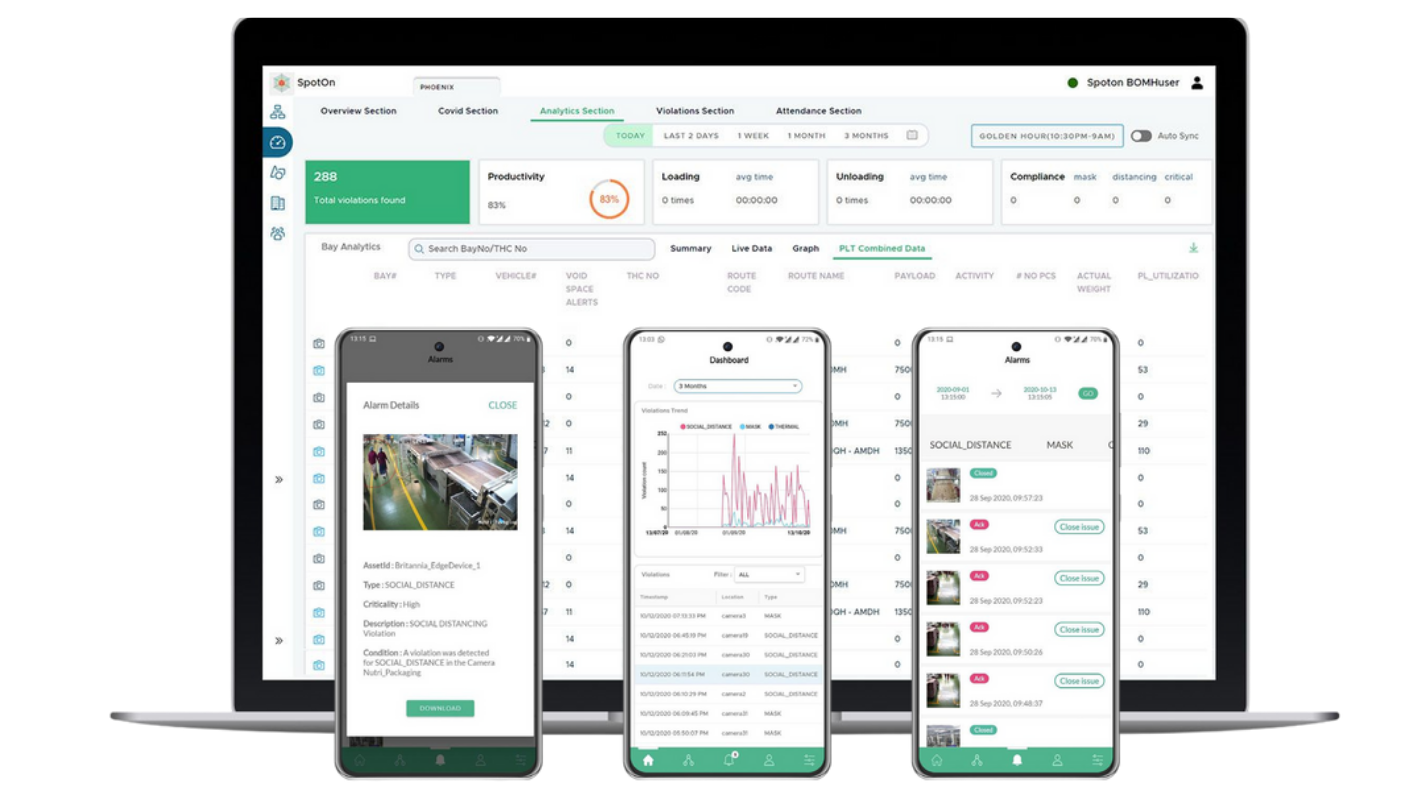 SpotOn
PHOENIX
Spoton BOMHuser
Overview Section
Covid Section
Analytics Section
Violations Section
Attendance Section
TODAY
LAST 2 DAYS
1 WEEK
1 MONTH
3 MONTHS
GOLDEN HOUR(10:30PM-9AM)
Auto Sync
288
Total violations found
Productivity
83%
83%
Loading avg time
0 times 00:00:00
Unloading avg time
0 times 00:00:00
Compliance mask distancing critical
0 0 0 0
Bay Analytics
Search BayNo/THC No
Summary
Live Data
Graph
PLT Combined Data
BAY#
TYPE
VEHICLE#
VOID
SPACE
ALERTS
THC NO
ROUTE
CODE
ROUTE NAME
PAYLOAD
ACTIVITY
# NO PCS
ACTUAL
WEIGHT
PL_UTILIZATIO
0 0 0
14 750 53
0 0 0
0 750 29
11 GH - AMDH 1350 110
14 0 0
0 0 0
14 750 53
0 0 0
0 750 29
11 GH - AMDH 1350 110
14 0 0
14 0 0
13:15
70%
Alarms
Alarm Details
CLOSE
AssetId : Britannia_EdgeDevice_1
Type : SOCIAL_DISTANCE
Criticality : High
Description : SOCIAL DISTANCING
Violation
Condition : A violation was detected
for SOCIAL_DISTANCE in the Camera
Nutri_Packaging
DOWNLOAD
13:03
72%
Dashboard
Date :
3 Months
Violations Trend
SOCIAL_DISTANCE MASK THERMAL
Violation count
250
200
150
100
50
0
13/07/20 01/08/20 01/09/20 13/10/20
Violations
Filter : ALL
Timestamp Location Type
10/12/2020 07:13:33 PM camera3 MASK
10/12/2020 06:45:19 PM camera19 SOCIAL_DISTANCE
10/12/2020 06:21:03 PM camera30 SOCIAL_DISTANCE
10/12/2020 06:11:54 PM camera30 SOCIAL_DISTANCE
10/12/2020 06:10:29 PM camera2 SOCIAL_DISTANCE
10/12/2020 06:09:45 PM camera31 MASK
10/12/2020 05:50:07 PM camera31 MASK
13:15
70%
Alarms
2020-09-01
13:15:00
2020-10-13
13:15:05
GO
SOCIAL_DISTANCE
MASK
Closed
28 Sep 2020, 09:57:23
Ack
Close issue
28 Sep 2020, 09:52:33
Ack
Close issue
28 Sep 2020, 09:52:23
Ack
Close issue
28 Sep 2020, 09:50:26
Ack
Close issue
28 Sep 2020, 09:48:37
Closed